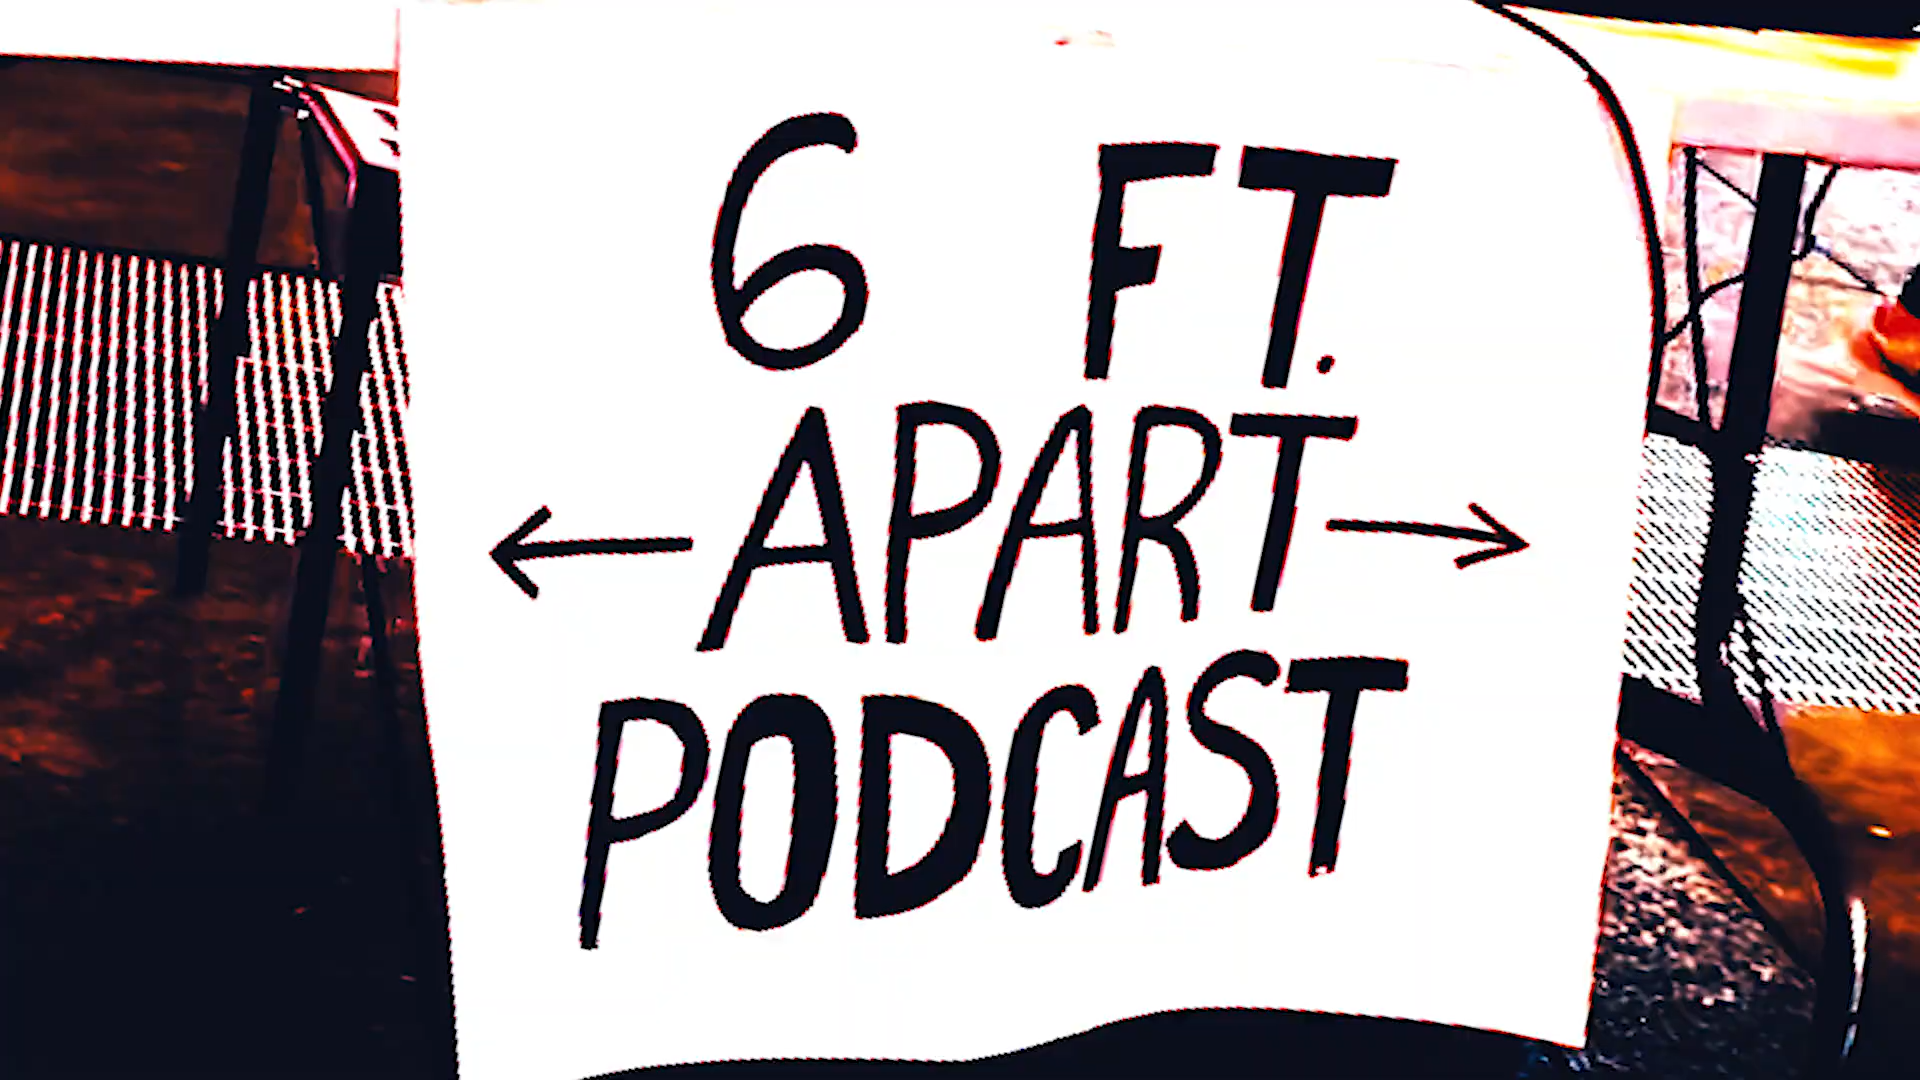 6 FT.
← APART →
PODCAST